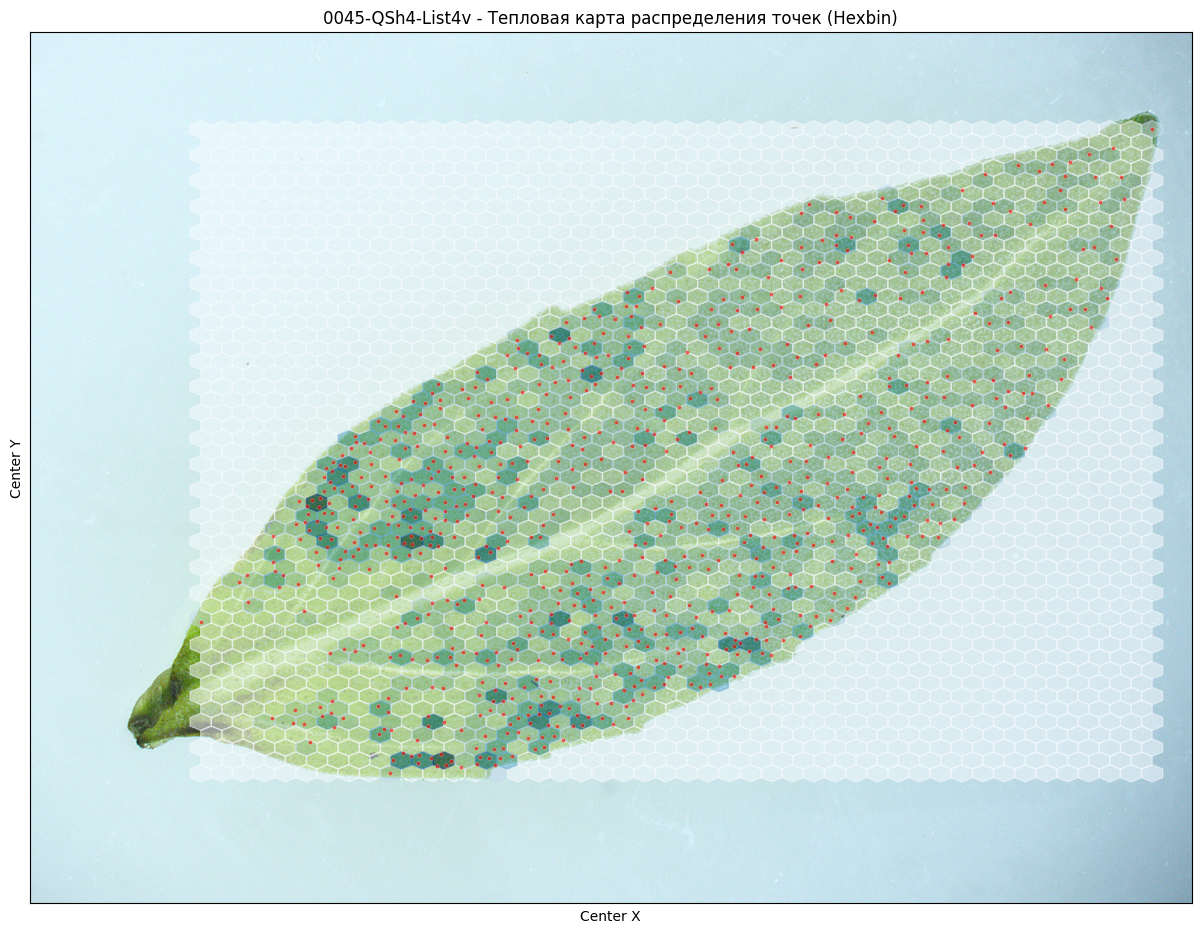 0045-QSh4-List4v - Тепловая карта распределения точек (Hexbin)
Center Y
Center X